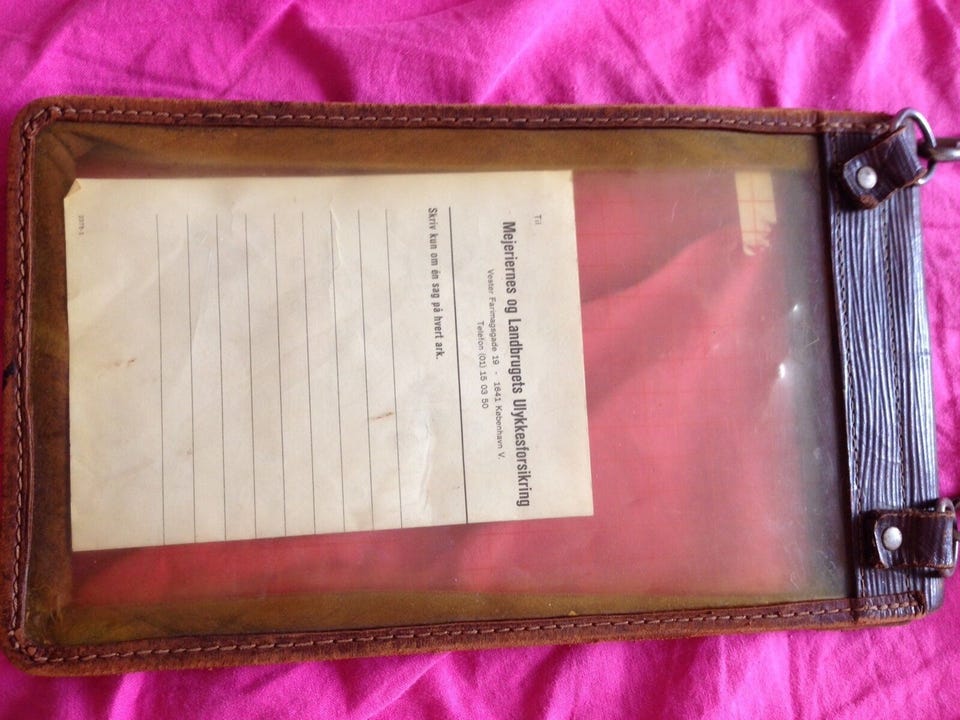 Til
Mejeriernes og Landbrugets Ulykkesforsikring
Vester Farimagsgade 19 - 1641 København V.
Telefon (01) 15 03 50
Skriv kun om én sag på hvert ark.